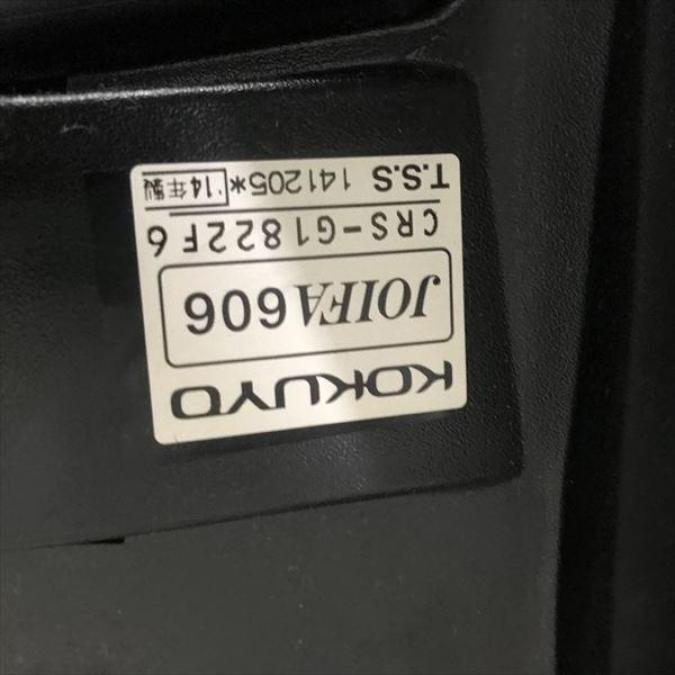 KOKUYO
JOIFA606
CRS-G1822F6
T.S.S 141205* '14年製